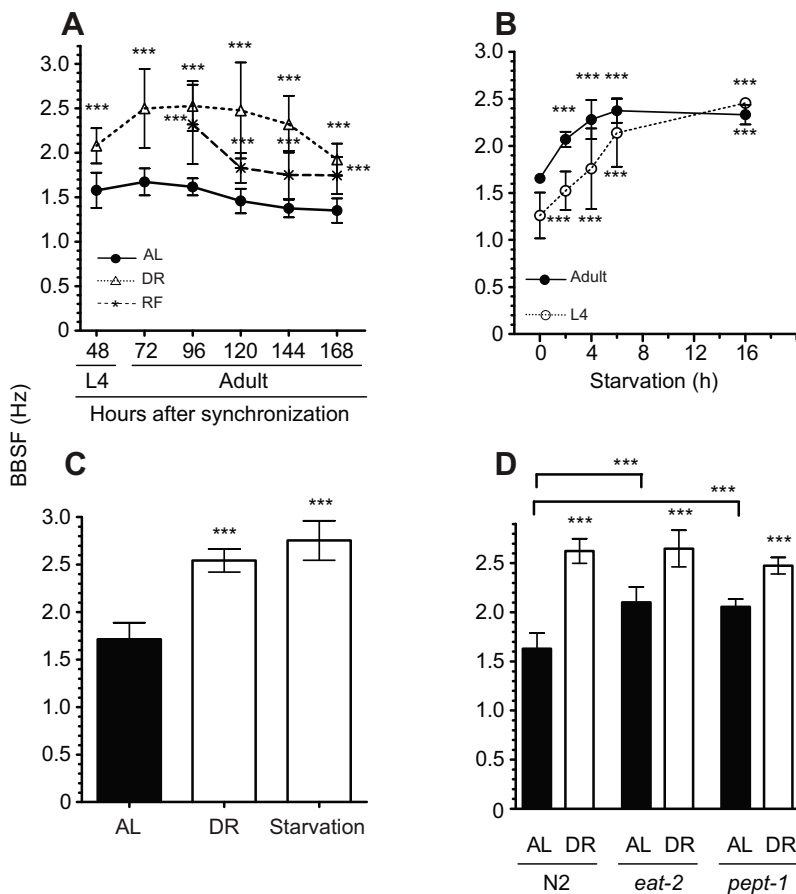 A
3.0
2.5
2.0
1.5
1.0
0.5
0
***
***
***
***
***
***
***
***
***
***
AL
DR
RF
48 72 96 120 144 168
L4 Adult
Hours after synchronization
B
3.0
2.5
2.0
1.5
1.0
0.5
0
***
***
***
***
***
***
***
***
Adult
L4
0 4 8 12 16
Starvation (h)
BBSF (Hz)
C
3.0
2.5
2.0
1.5
1.0
0.5
0
***
***
AL DR Starvation
D
***
***
3.0
2.5
2.0
1.5
1.0
0.5
0
***
***
***
AL DR AL DR AL DR
N2 eat-2 pept-1